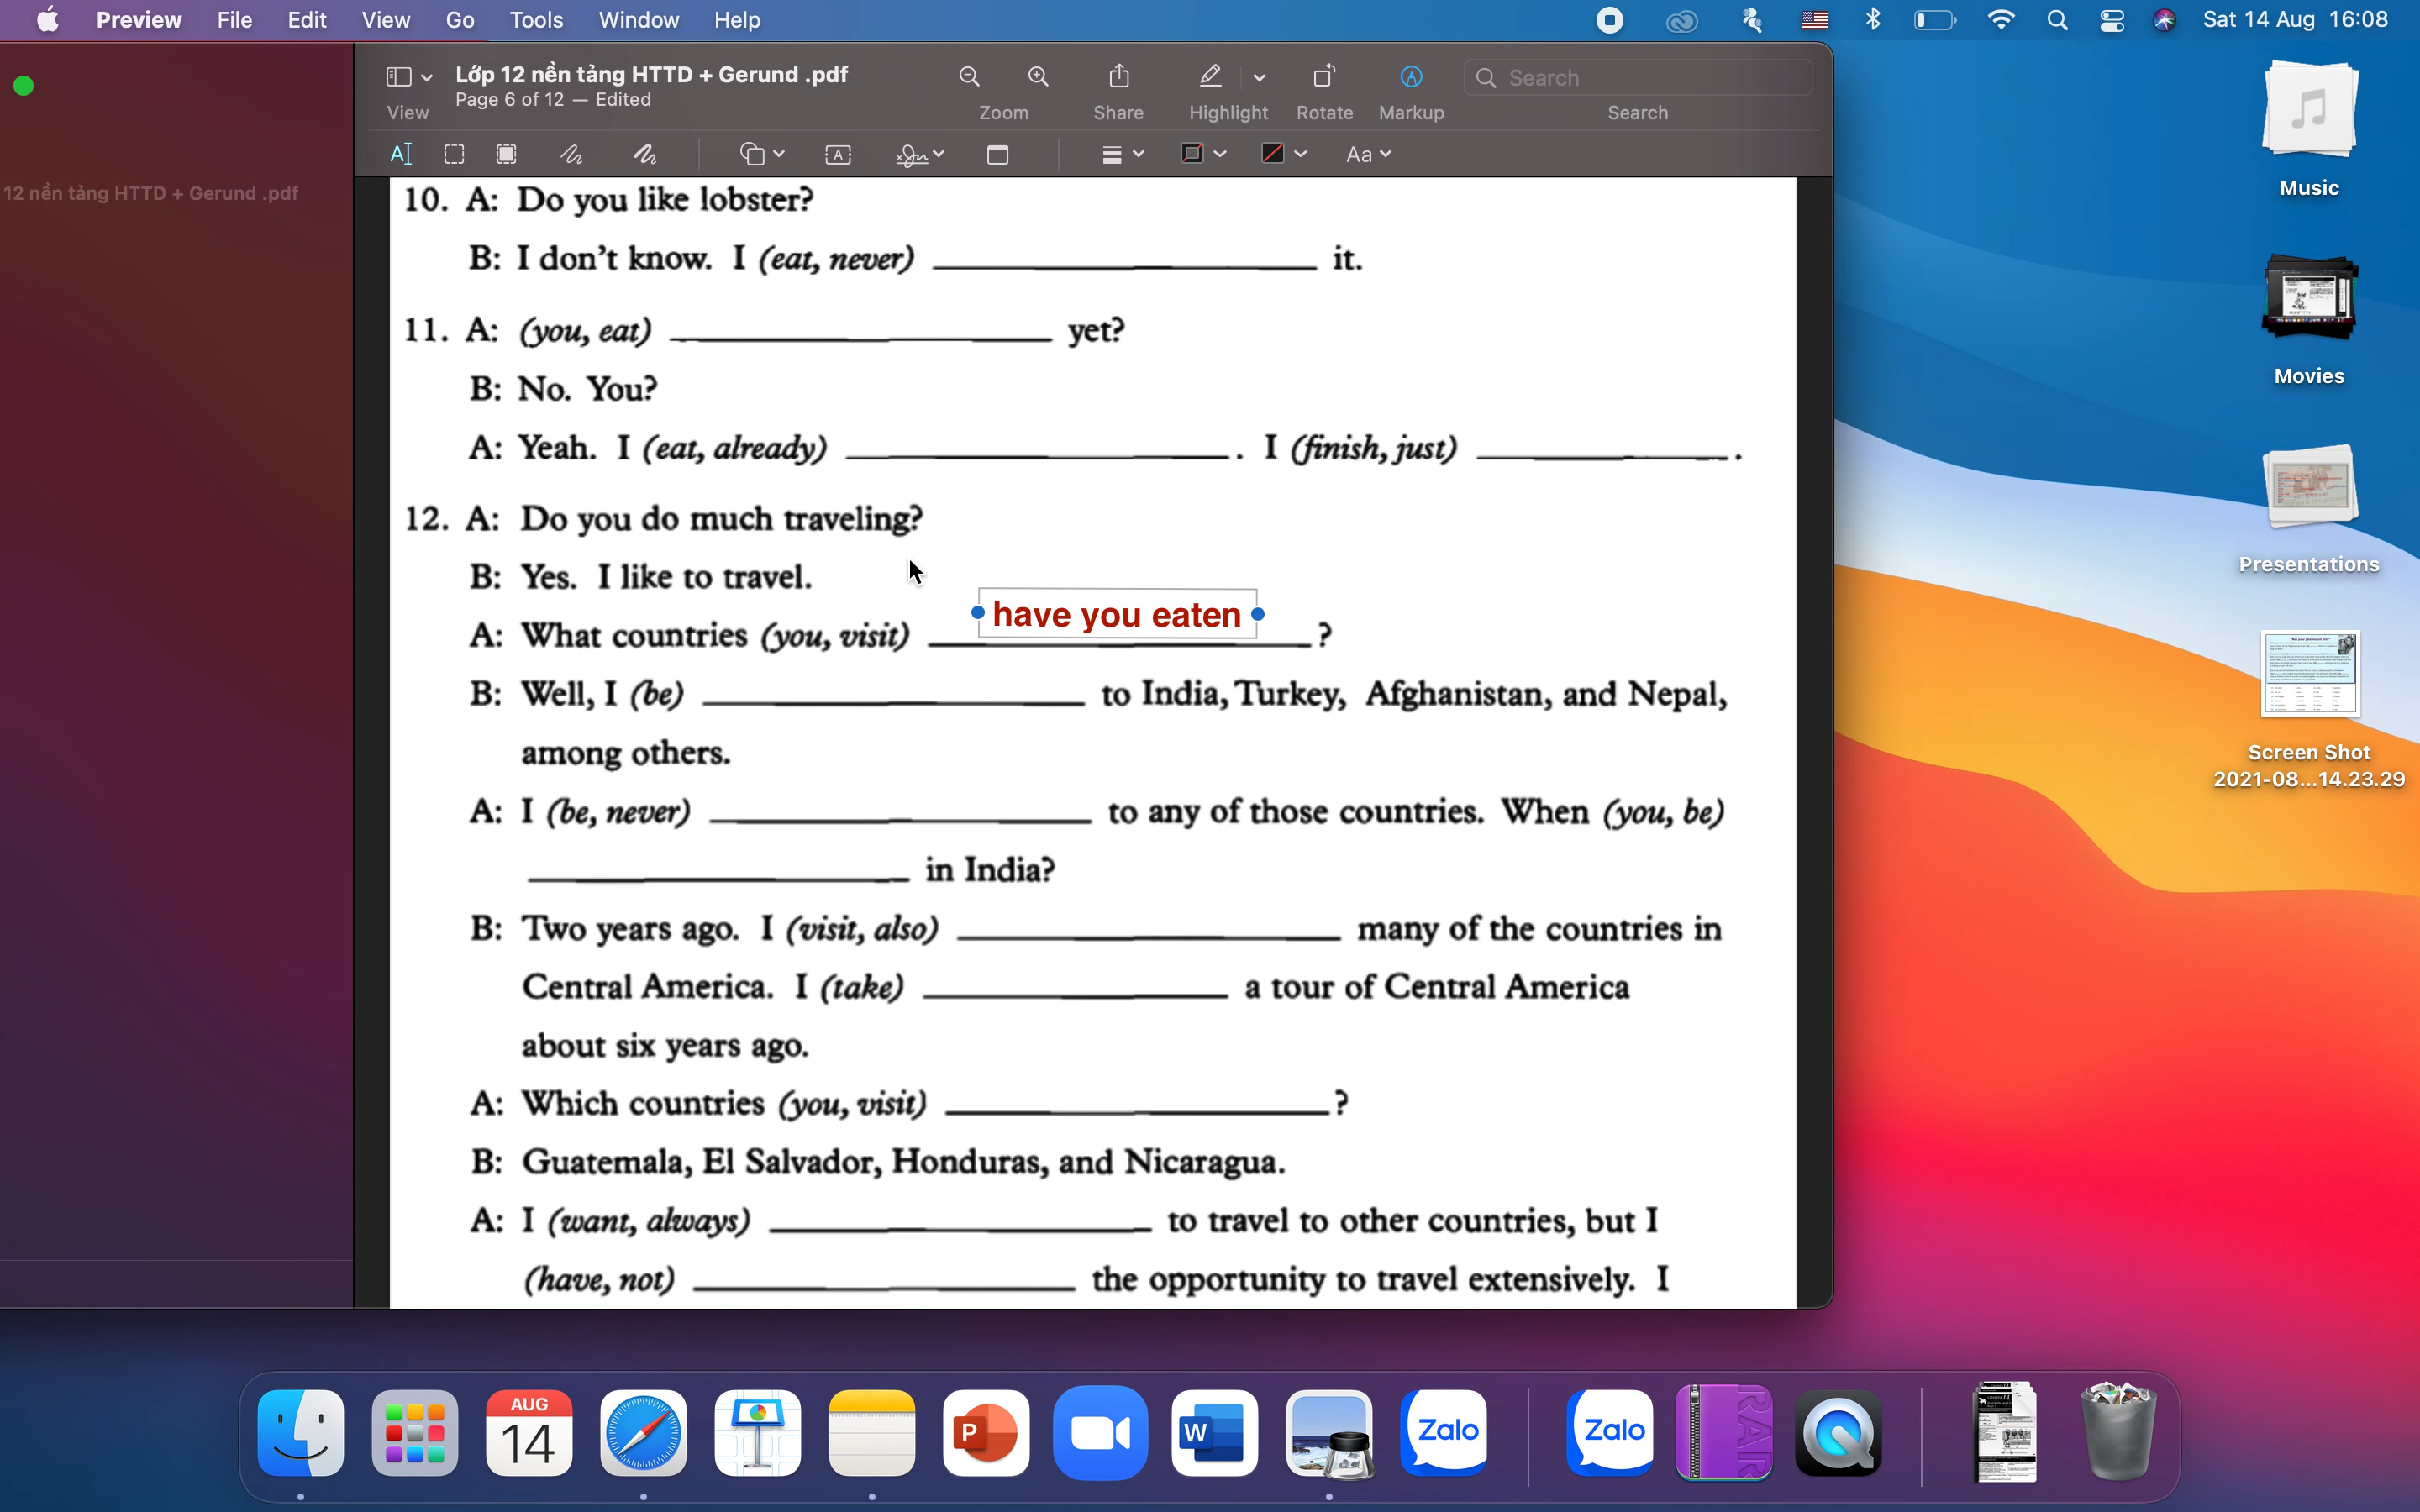 Preview File Edit View Go Tools Window Help
Sat 14 Aug 16:08
Lớp 12 nền tảng HTTD + Gerund .pdf
Page 6 of 12 — Edited
View
Zoom
Share
Highlight
Rotate
Markup
Search
Search
Aa
12 nền tảng HTTD + Gerund .pdf
10. A: Do you like lobster?
B: I don't know. I (eat, never) ____________ it.
11. A: (you, eat) ____________ yet?
B: No. You?
A: Yeah. I (eat, already) ____________. I (finish, just) ____________.
12. A: Do you do much traveling?
B: Yes. I like to travel.
have you eaten
A: What countries (you, visit) ____________?
B: Well, I (be) ____________ to India, Turkey, Afghanistan, and Nepal,
among others.
A: I (be, never) ____________ to any of those countries. When (you, be)
____________ in India?
B: Two years ago. I (visit, also) ____________ many of the countries in
Central America. I (take) ____________ a tour of Central America
about six years ago.
A: Which countries (you, visit) ____________?
B: Guatemala, El Salvador, Honduras, and Nicaragua.
A: I (want, always) ____________ to travel to other countries, but I
(have, not) ____________ the opportunity to travel extensively. I
Music
Movies
Presentations
Screen Shot
2021-08...14.23.29
AUG
14
P
W
Zalo
Zalo
RAR